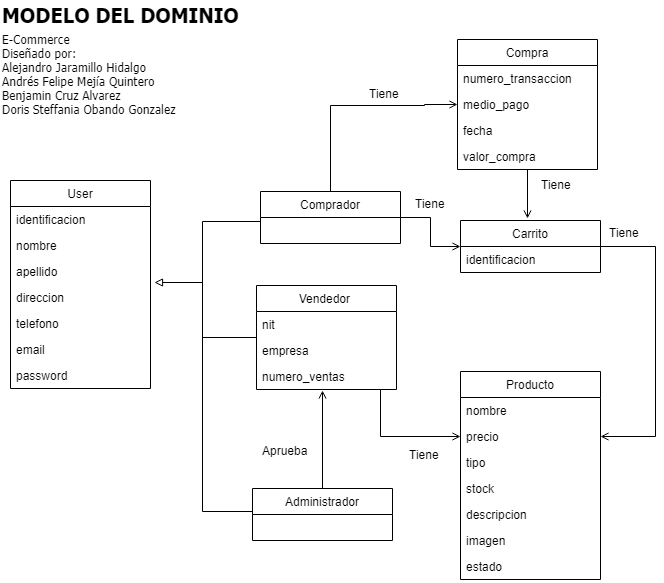 MODELO DEL DOMINIO
E-Commerce
Diseñado por:
Alejandro Jaramillo Hidalgo
Andrés Felipe Mejía Quintero
Benjamin Cruz Alvarez
Doris Steffania Obando Gonzalez
Compra
numero_transaccion
medio_pago
fecha
valor_compra
Tiene
Tiene
User
identificacion
nombre
apellido
direccion
telefono
email
password
Comprador
Tiene
Carrito
identificacion
Tiene
Vendedor
nit
empresa
numero_ventas
Aprueba
Tiene
Producto
nombre
precio
tipo
stock
descripcion
imagen
estado
Administrador